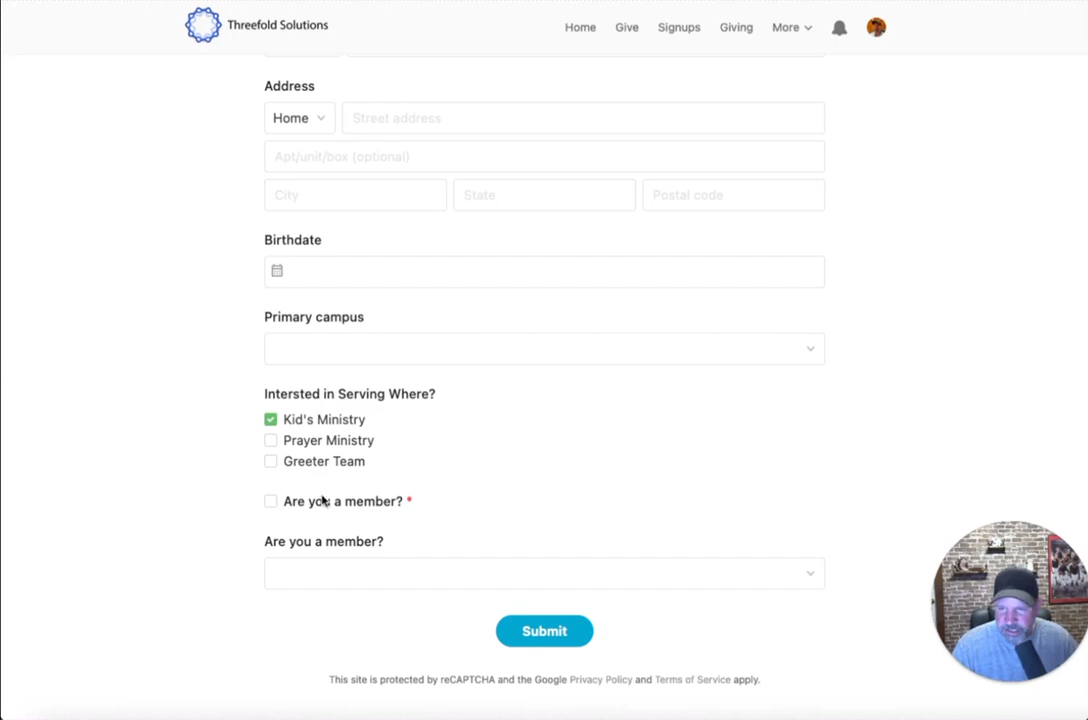 Threefold Solutions
Home Give Signups Giving More
Address
Home Street address
Apt/unit/box (optional)
City State Postal code
Birthdate
Primary campus
Intersted in Serving Where?
Kid's Ministry
Prayer Ministry
Greeter Team
Are you a member? *
Are you a member?
Submit
This site is protected by reCAPTCHA and the Google Privacy Policy and Terms of Service apply.